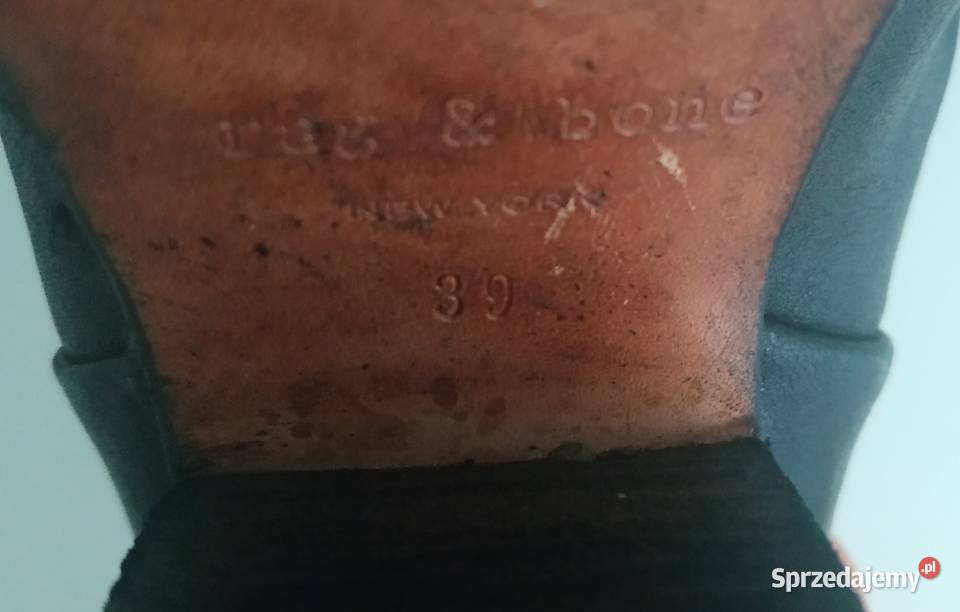 rag & bone
NEW YORK
39
Sprzedajemy.pl